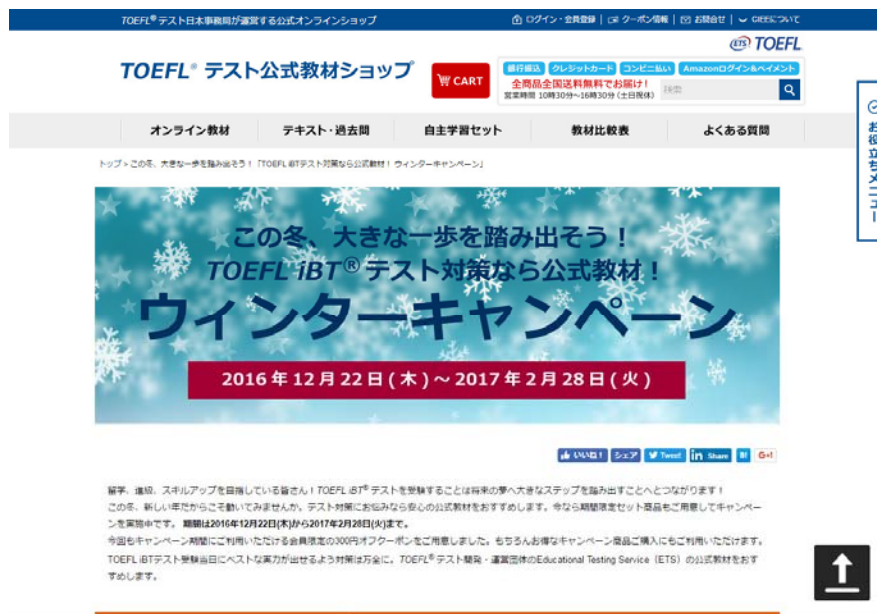 TOEFL®テスト日本事務局が運営する公式オンラインショップ
ログイン・会員登録 | クーポン情報 | お問合せ | CIEEについて
ETS TOEFL
TOEFL® テスト公式教材ショップ
CART
銀行振込 クレジットカード コンビニ払い Amazonログイン&ペイメント
全商品全国送料無料でお届け!
営業時間 10時30分~16時30分(土日祝休)
検索
オンライン教材 テキスト・過去問 自主学習セット 教材比較表 よくある質問
お役立ちメニュー
トップ > この冬、大きな一歩を踏み出そう!「TOEFL iBTテスト対策なら公式教材! ウィンターキャンペーン」
この冬、大きな一歩を踏み出そう!
TOEFL iBT®テスト対策なら公式教材!
ウィンターキャンペーン
2016年12月22日(木)~2017年2月28日(火)
いいね! シェア Tweet in Share B! G+1
留学、進級、スキルアップを目指している皆さん!TOEFL iBT® テストを受験することは将来の夢へ大きなステップを踏み出すことへとつながります!
この冬、新しい年だからこそ動いてみませんか。テスト対策にお悩みなら安心の公式教材をおすすめします。今なら期間限定セット商品もご用意してキャンペー
ンを実施中です。 期間は2016年12月22日(木)から2017年2月28日(火)まで。
今回もキャンペーン期間にご利用いただける会員限定の300円オフクーポンをご用意しました。もちろんお得なキャンペーン商品ご購入にもご利用いただけます。
TOEFL iBTテスト受験当日にベストな実力が出せるよう対策は万全に。TOEFL® テスト開発・運営団体のEducational Testing Service(ETS)の公式教材をおす
すめします。